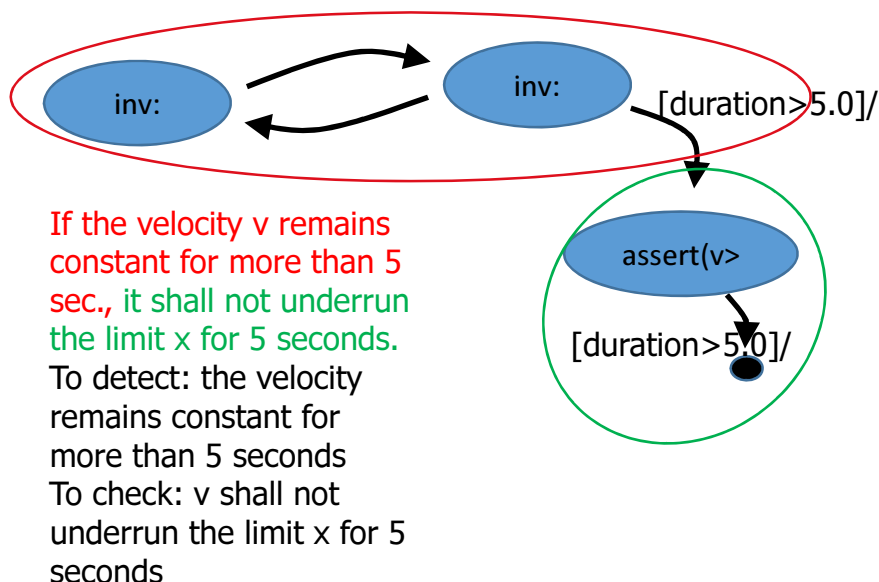 inv:
inv:
[duration>5.0]/
If the velocity v remains
constant for more than 5
sec., it shall not underrun
the limit x for 5 seconds.
To detect: the velocity
remains constant for
more than 5 seconds
To check: v shall not
underrun the limit x for 5
seconds
assert(v>
[duration>5.0]/